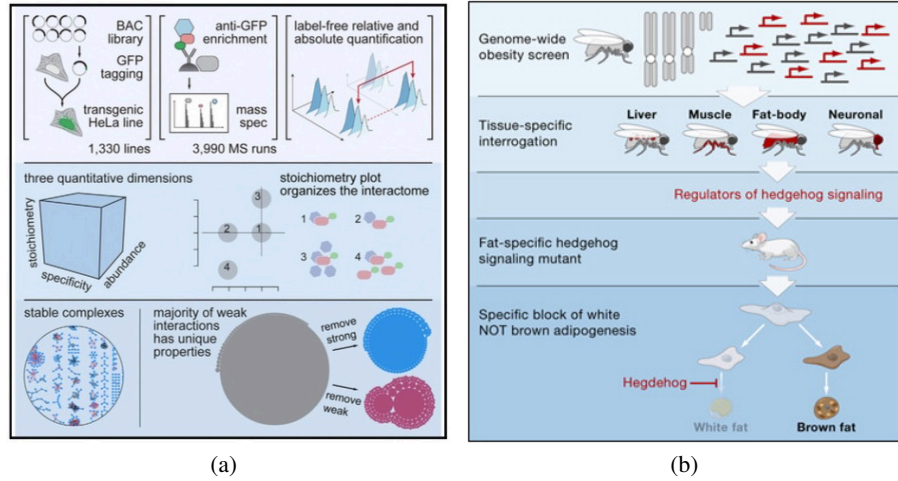 BAC
library
GFP
tagging
transgenic
HeLa line
1,330 lines
anti-GFP
enrichment
mass
spec
3,990 MS runs
label-free relative and
absolute quantification
three quantitative dimensions
stoichiometry
specificity
abundance
stoichiometry plot
organizes the interactome
3
2
1
4
1
2
3
4
stable complexes
majority of weak
interactions
has unique
properties
remove
strong
remove
weak
(a)
Genome-wide
obesity screen
Tissue-specific
interrogation
Liver
Muscle
Fat-body
Neuronal
Regulators of hedgehog signaling
Fat-specific hedgehog
signaling mutant
Specific block of white
NOT brown adipogenesis
Hegdehog
White fat
Brown fat
(b)